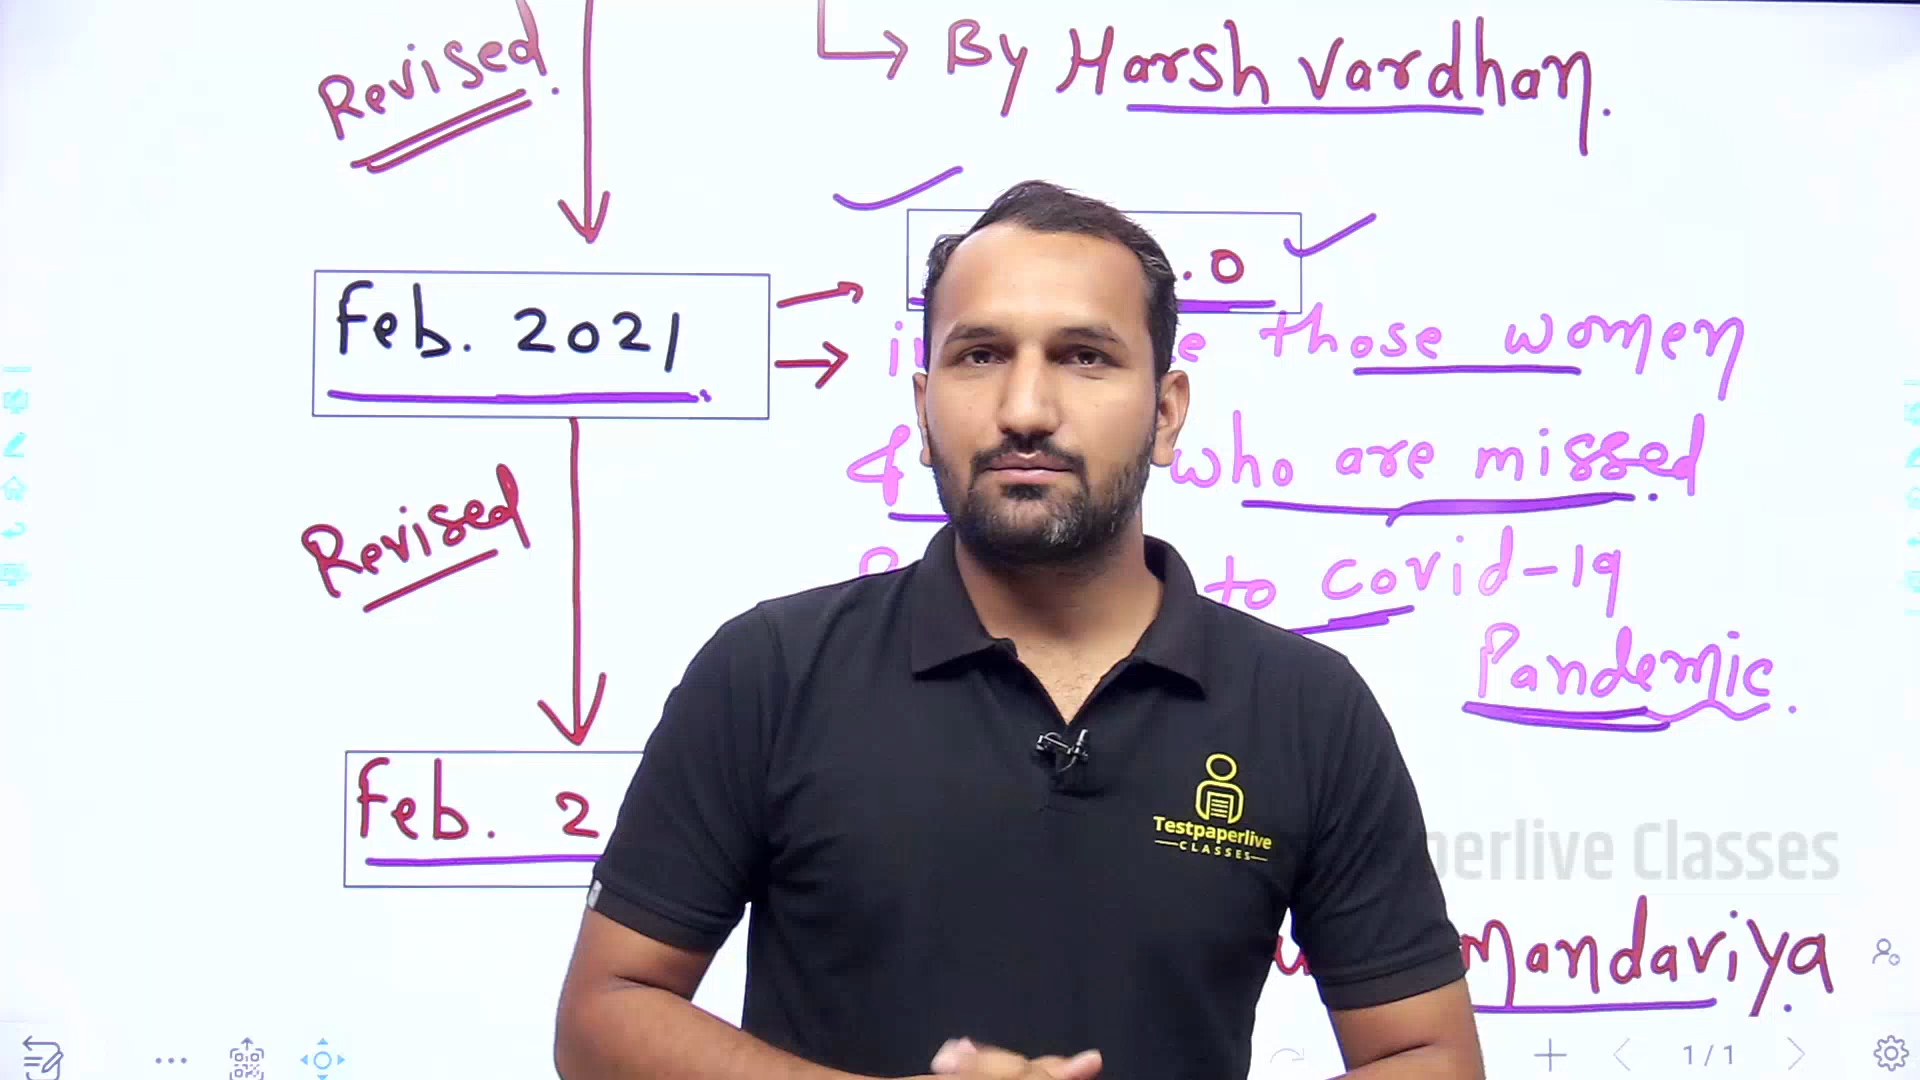 Revised.
By Harsh Vardhan.
.0
Feb. 2021
those women
who are missed.
to covid-19
Pandemic.
Revised
Feb. 2
Testpaperlive
CLASSES
Classes
Mandaviya.
1/1